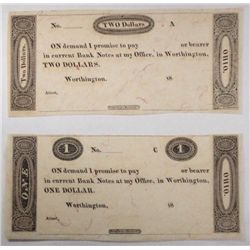 No. TWO Dollars. A
ON demand I promise to pay or bearer
in current Bank Notes at my Office, in Worthington,
TWO DOLLARS.
Worthington, 18
Attest,
Two Dollars
OHIO
1 No. C 1
ON demand I promise to pay or bearer
in current Bank Notes at my Office, in Worthington,
ONE DOLLAR.
Worthington, 18
Attest,
ONE
OHIO